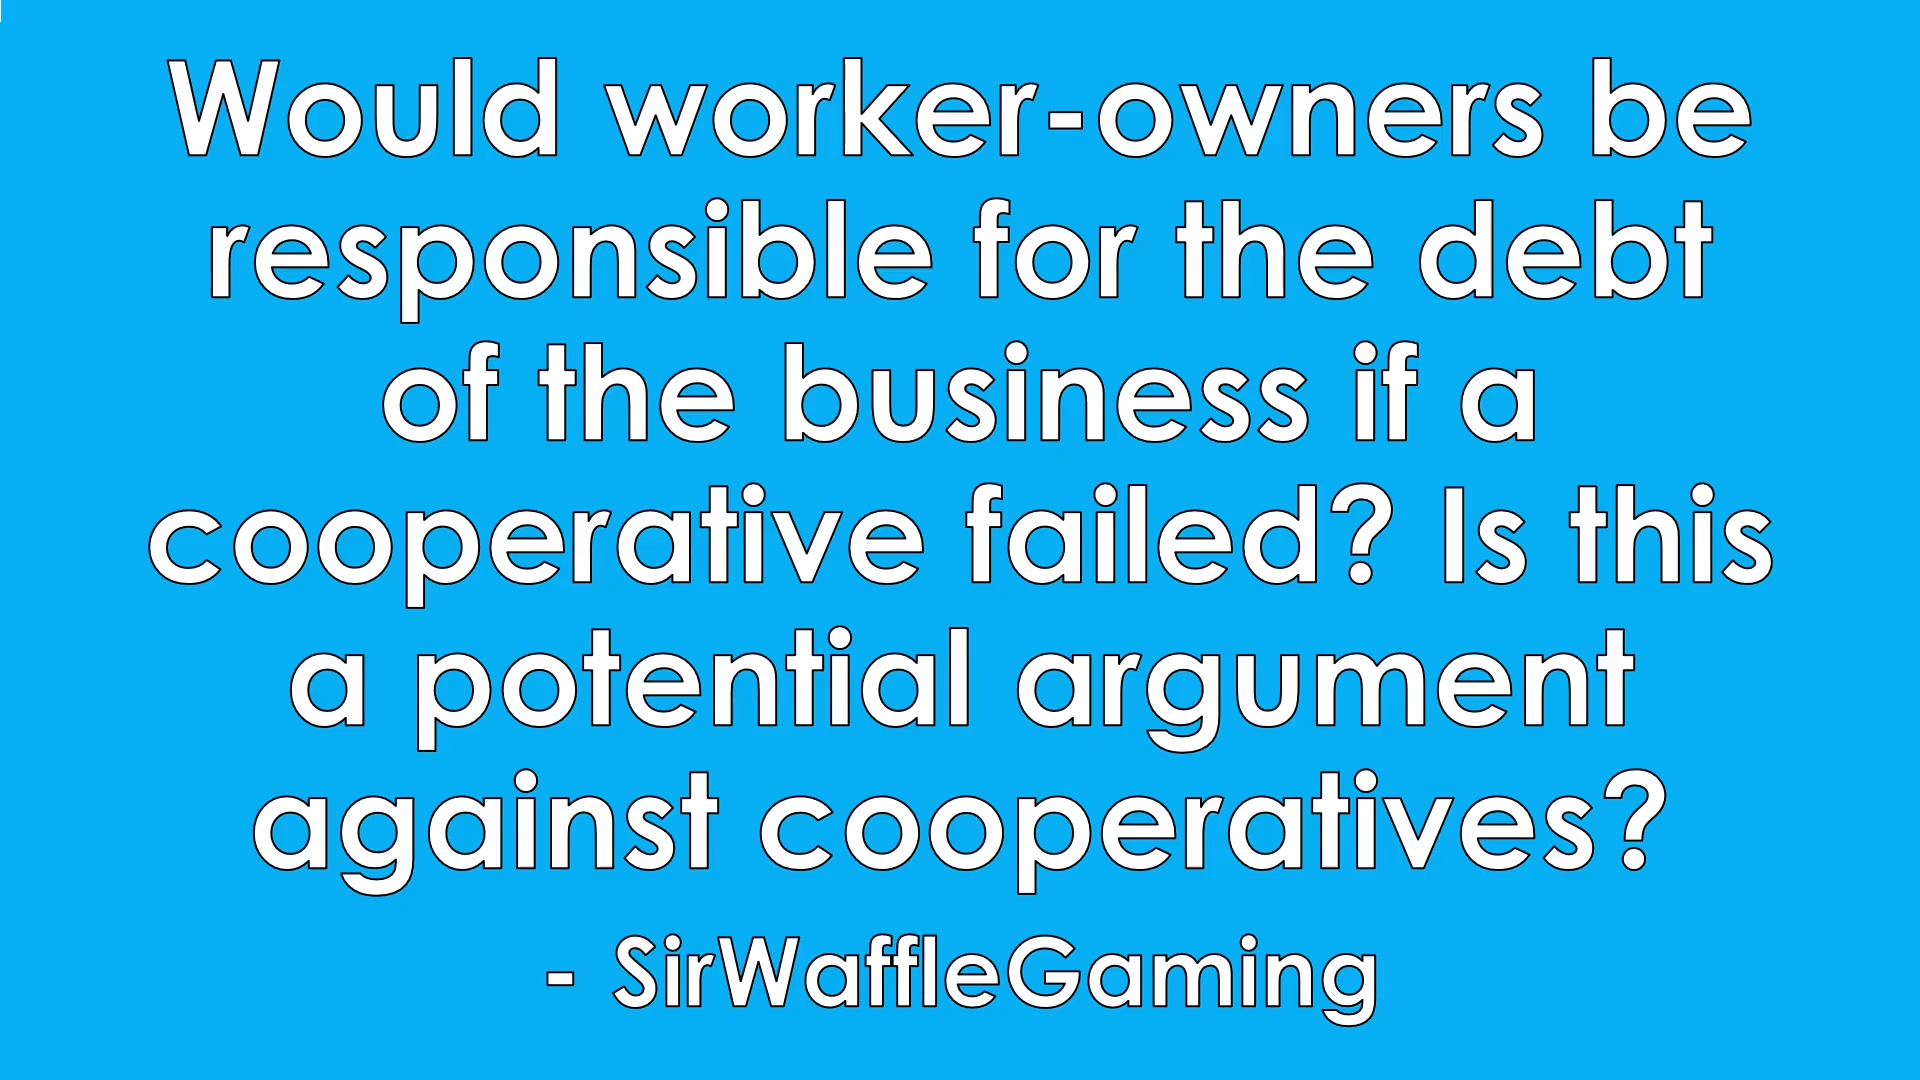 Would worker-owners be
responsible for the debt
of the business if a
cooperative failed? Is this
a potential argument
against cooperatives?
- SirWaffleGaming